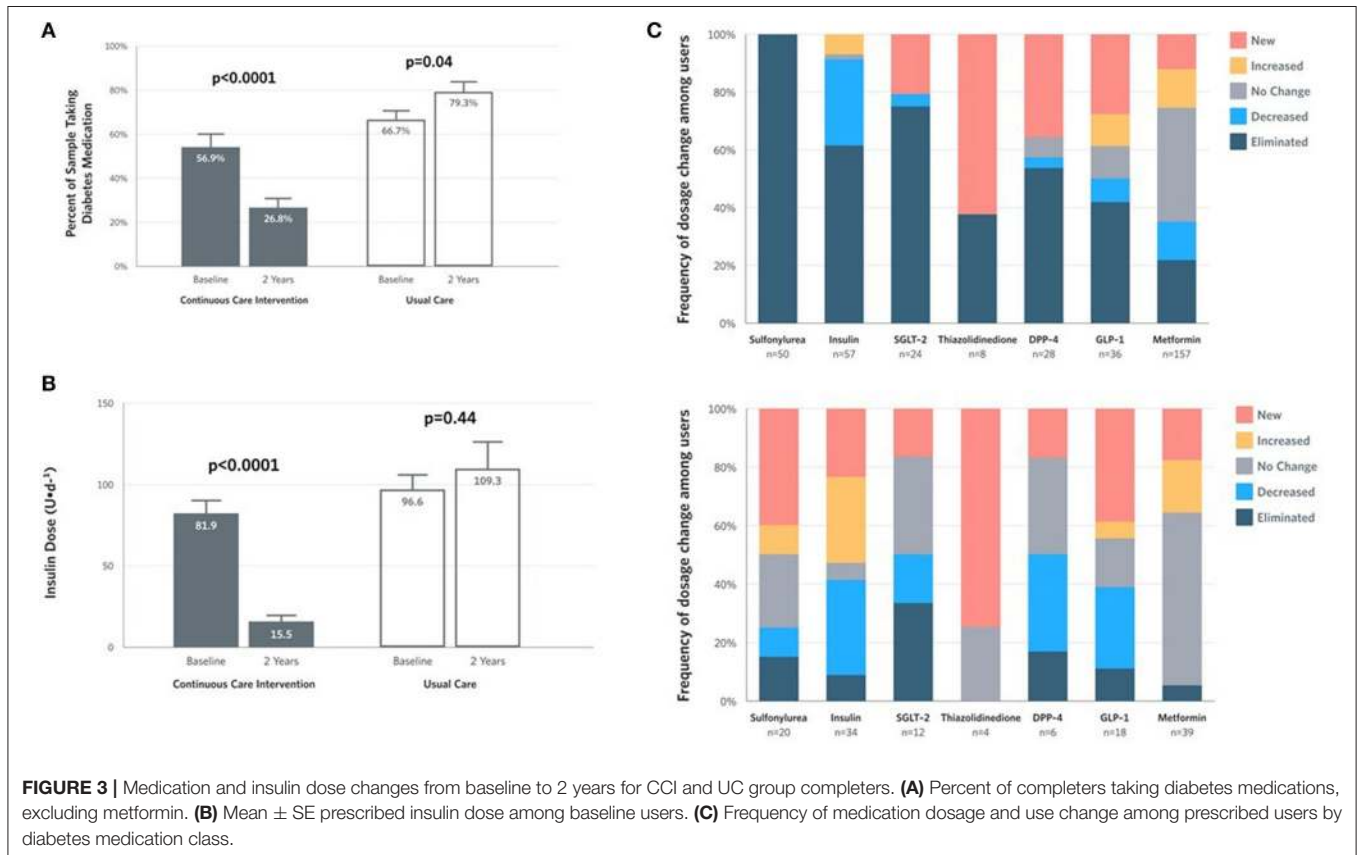 A
100%
80%
60%
40%
20%
0%
Percent of Sample Taking
Diabetes Medication
p<0.0001
p=0.04
56.9%
26.8%
66.7%
79.3%
Baseline
2 Years
Baseline
2 Years
Continuous Care Intervention
Usual Care
B
150
100
50
0
Insulin Dose (U•d-¹)
p<0.0001
p=0.44
81.9
15.5
96.6
109.3
Baseline
2 Years
Baseline
2 Years
Continuous Care Intervention
Usual Care
C
100%
80%
60%
40%
20%
0%
Frequency of dosage change among users
New
Increased
No Change
Decreased
Eliminated
Sulfonylurea
n=50
Insulin
n=57
SGLT-2
n=24
Thiazolidinedione
n=8
DPP-4
n=28
GLP-1
n=36
Metformin
n=157
100%
80%
60%
40%
20%
0%
Frequency of dosage change among users
New
Increased
No Change
Decreased
Eliminated
Sulfonylurea
n=20
Insulin
n=34
SGLT-2
n=12
Thiazolidinedione
n=4
DPP-4
n=6
GLP-1
n=18
Metformin
n=39
FIGURE 3 | Medication and insulin dose changes from baseline to 2 years for CCI and UC group completers. (A) Percent of completers taking diabetes medications,
excluding metformin. (B) Mean ± SE prescribed insulin dose among baseline users. (C) Frequency of medication dosage and use change among prescribed users by
diabetes medication class.